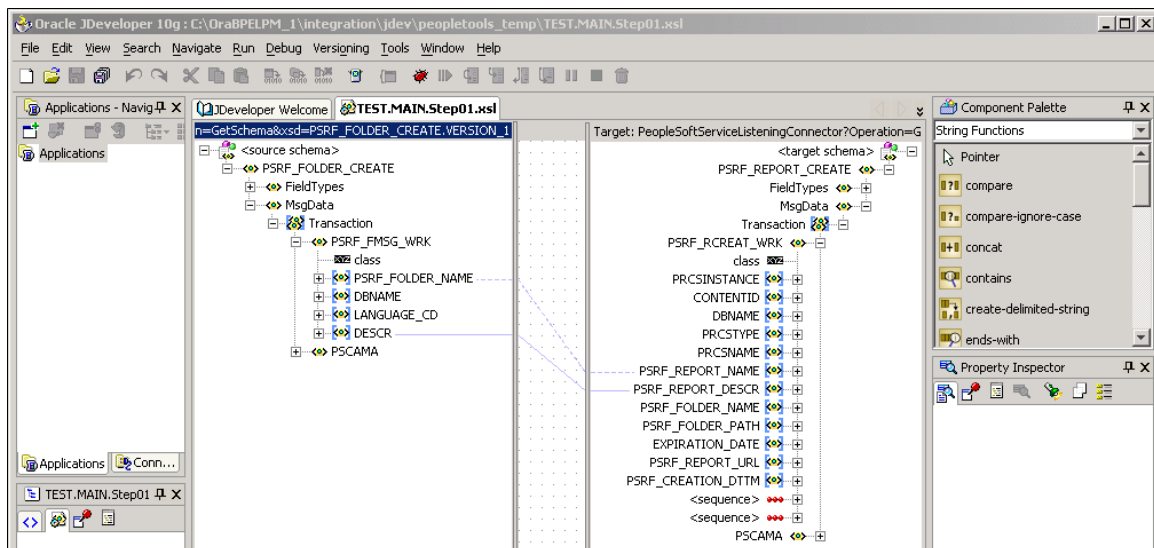 Oracle JDeveloper 10g : C:\OraBPELPM_1\integration\jdev\peopletools_temp\TEST.MAIN.Step01.xsl
File Edit View Search Navigate Run Debug Versioning Tools Window Help
Applications - Navig
Applications
Applications Conn...
TEST.MAIN.Step01
JDeveloper Welcome TEST.MAIN.Step01.xsl
n=GetSchema&xsd=PSRF_FOLDER_CREATE.VERSION_1
<source schema>
PSRF_FOLDER_CREATE
FieldTypes
MsgData
Transaction
PSRF_FMSG_WRK
class
PSRF_FOLDER_NAME
DBNAME
LANGUAGE_CD
DESCR
PSCAMA
Target: PeopleSoftServiceListeningConnector?Operation=G
<target schema>
PSRF_REPORT_CREATE
FieldTypes
MsgData
Transaction
PSRF_RCREAT_WRK
class
PRCSINSTANCE
CONTENTID
DBNAME
PRCSTYPE
PRCSNAME
PSRF_REPORT_NAME
PSRF_REPORT_DESCR
PSRF_FOLDER_NAME
PSRF_FOLDER_PATH
EXPIRATION_DATE
PSRF_REPORT_URL
PSRF_CREATION_DTTM
<sequence>
<sequence>
PSCAMA
Component Palette
String Functions
Pointer
compare
compare-ignore-case
concat
contains
create-delimited-string
ends-with
Property Inspector